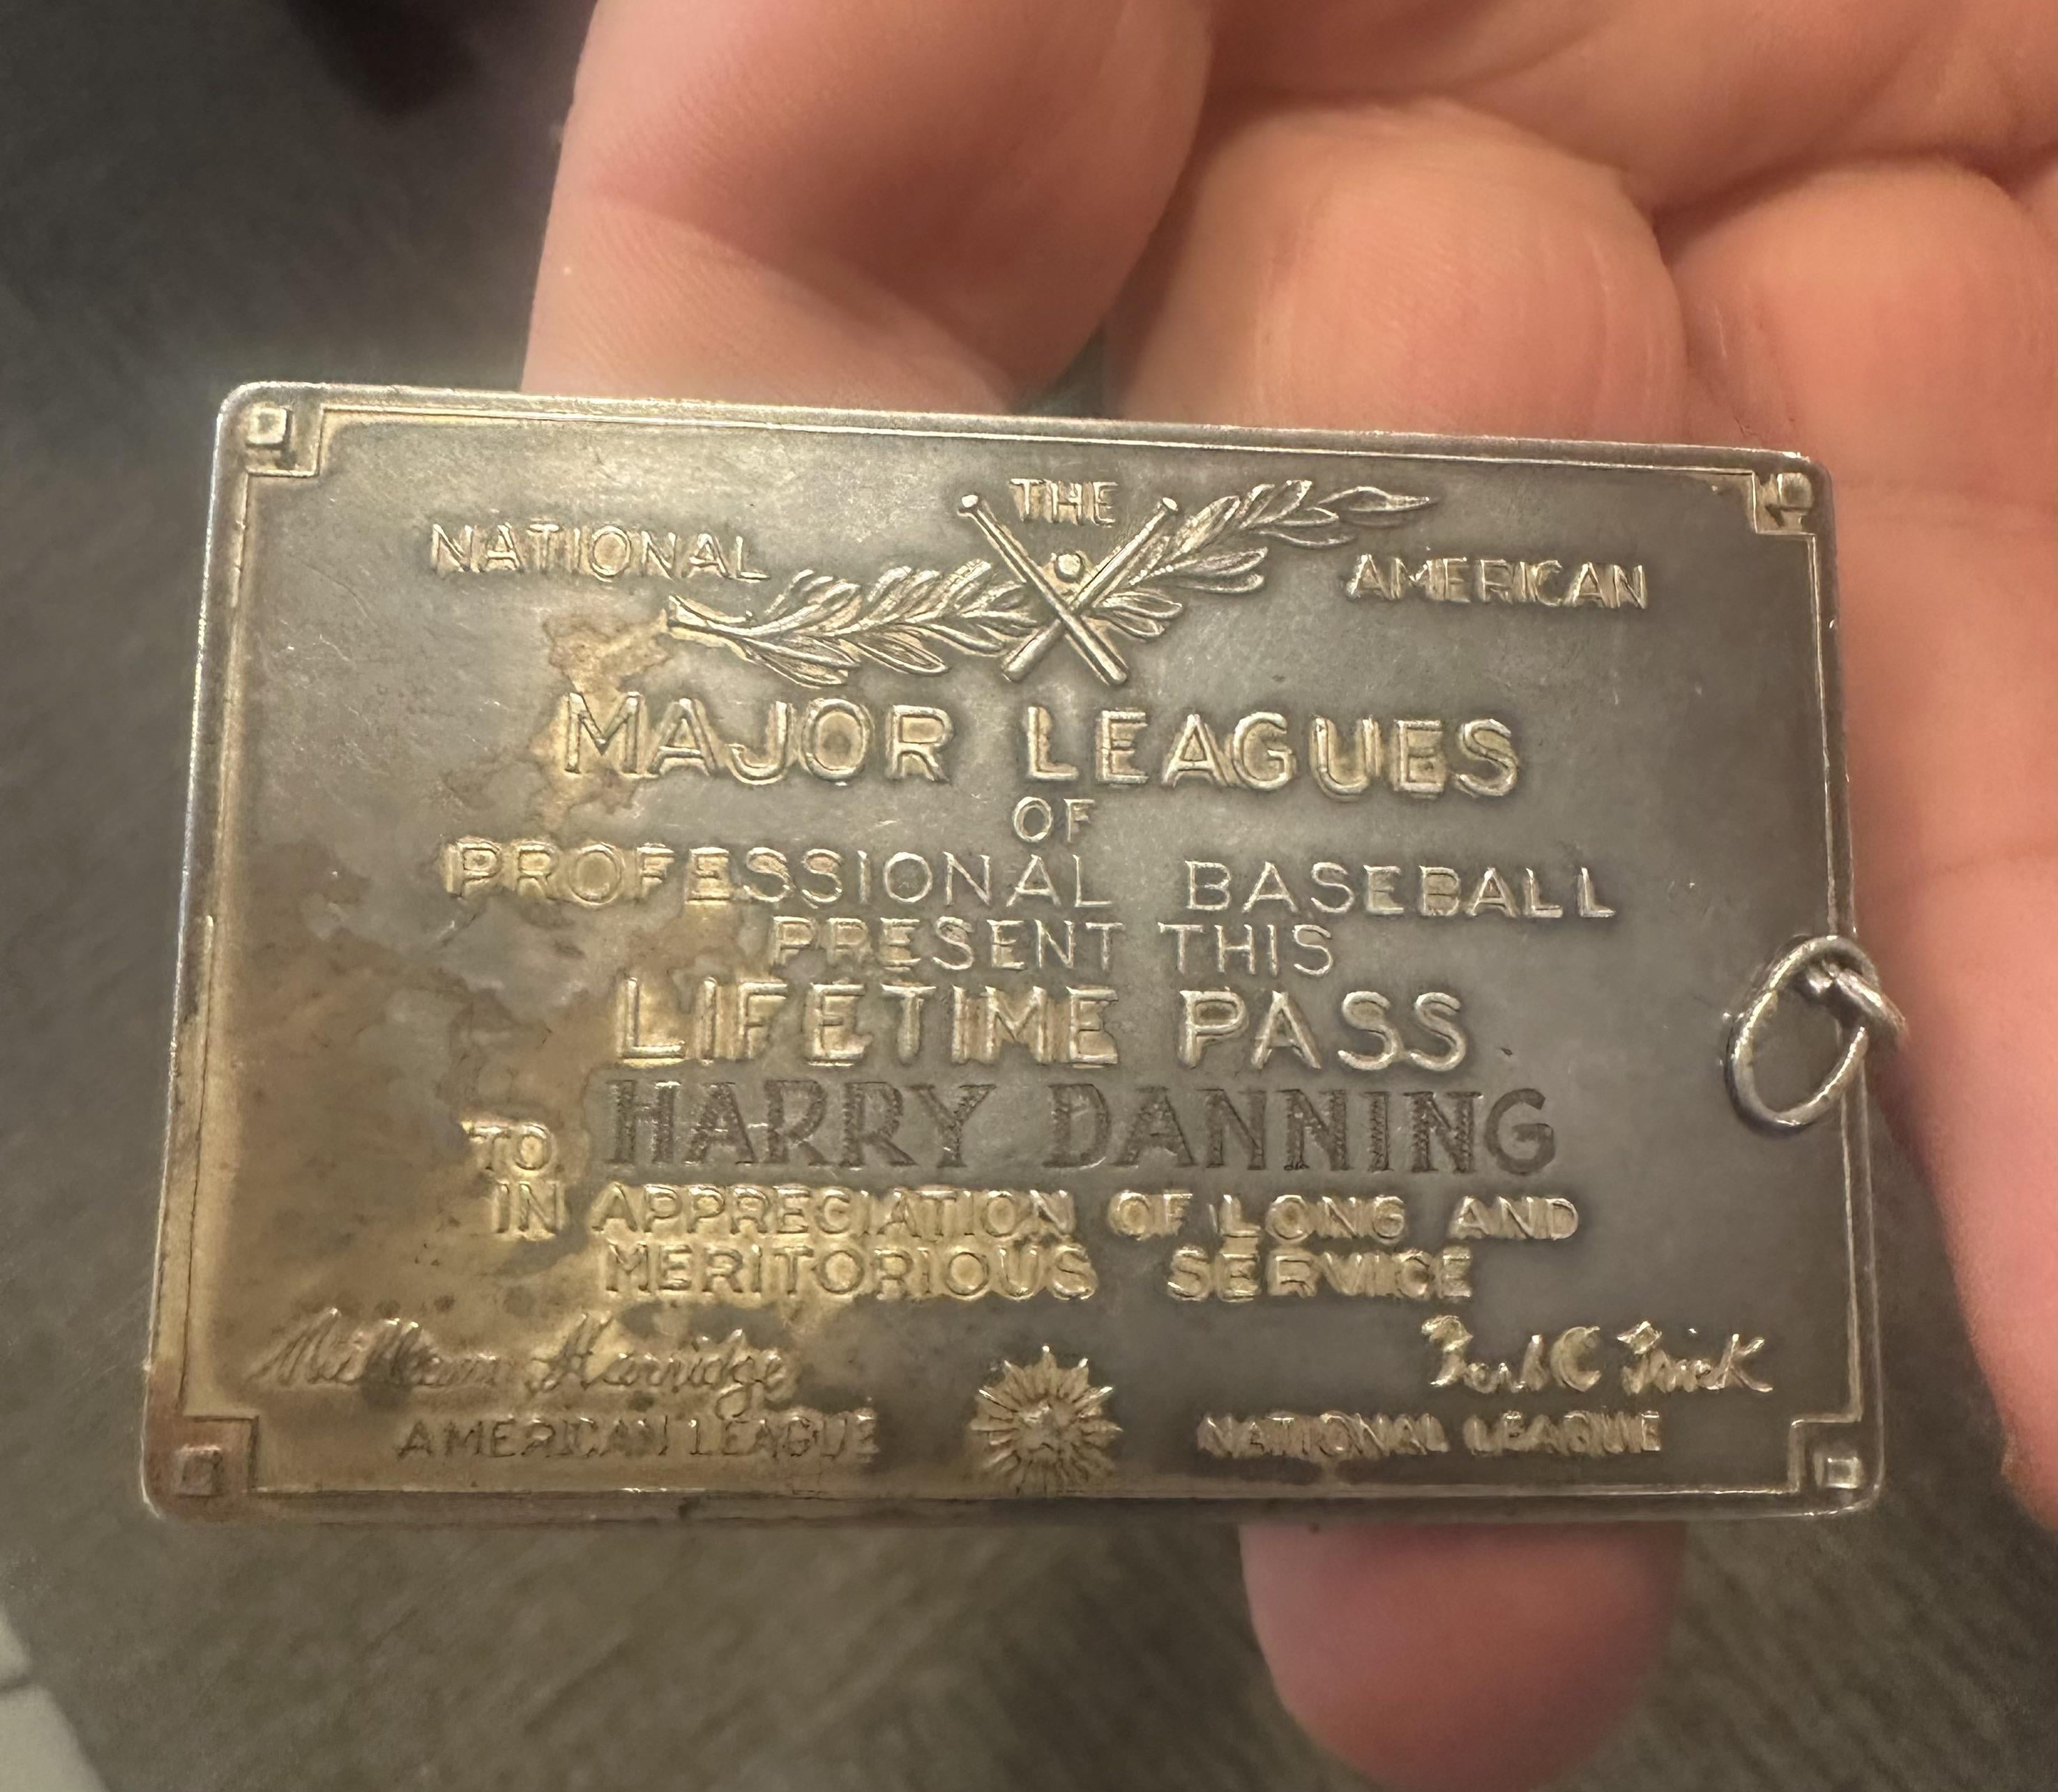 THE
NATIONAL AMERICAN
MAJOR LEAGUES
OF
PROFESSIONAL BASEBALL
PRESENT THIS
LIFETIME PASS
TO HARRY DANNING
IN APPRECIATION OF LONG AND
MERITORIOUS SERVICE
William Harridge Ford C Frick
AMERICAN LEAGUE NATIONAL LEAGUE